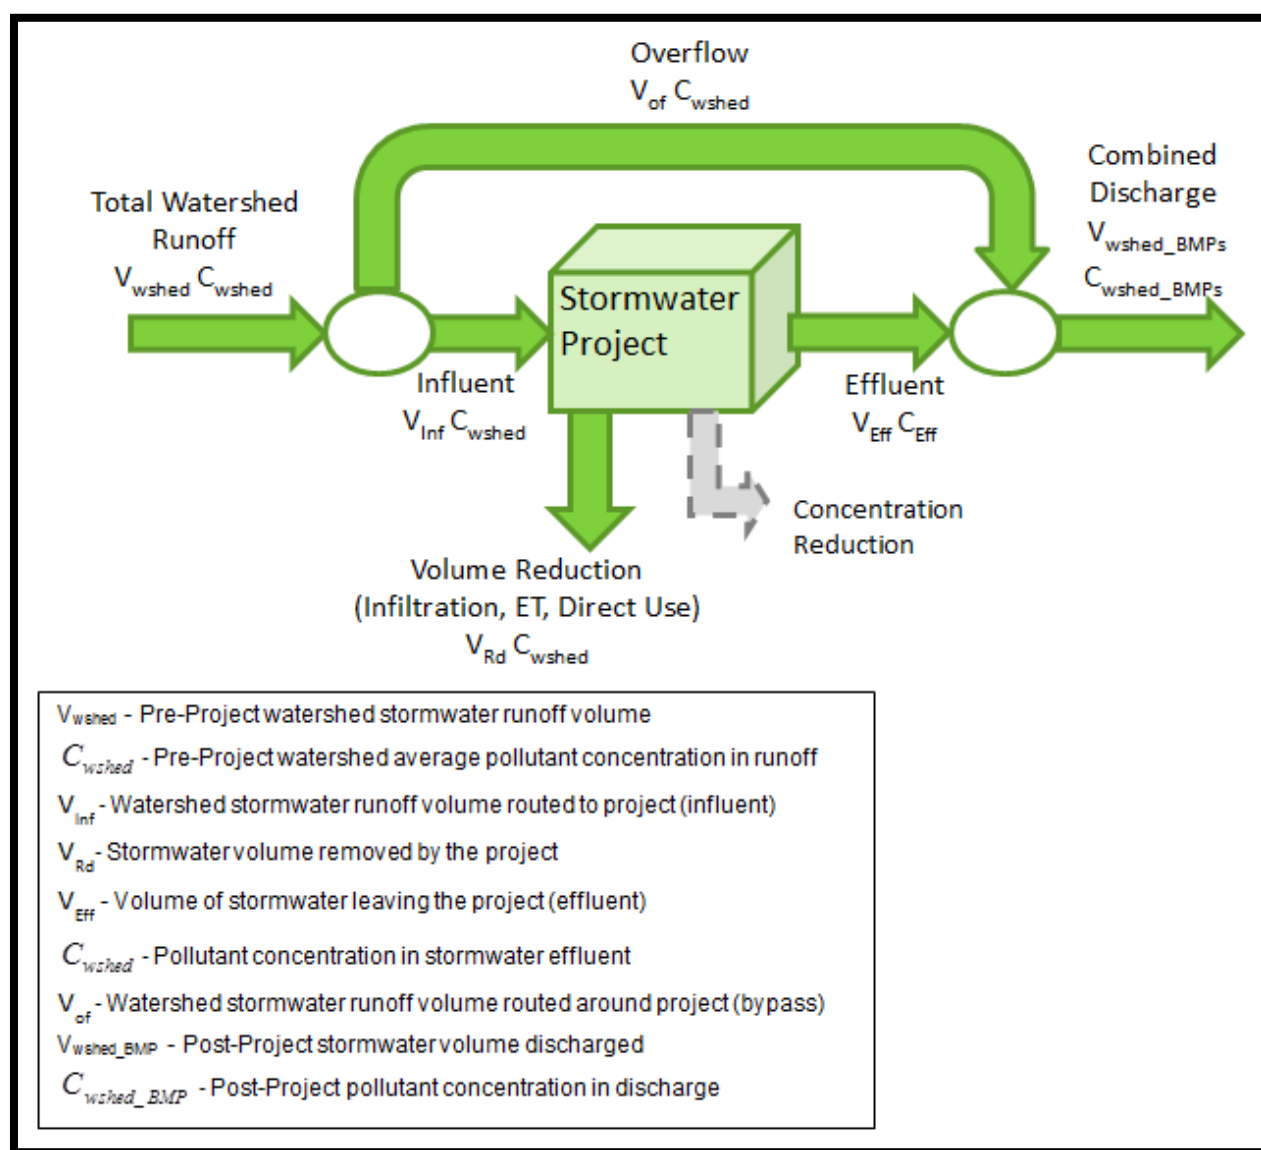 Overflow
Vof Cwshed
Combined
Discharge
Vwshed_BMPs
Cwshed_BMPs
Total Watershed
Runoff
Vwshed Cwshed
Stormwater
Project
Influent
VInf Cwshed
Effluent
VEff CEff
Concentration
Reduction
Volume Reduction
(Infiltration, ET, Direct Use)
VRd Cwshed
Vwshed - Pre-Project watershed stormwater runoff volume
Cwshed - Pre-Project watershed average pollutant concentration in runoff
VInf - Watershed stormwater runoff volume routed to project (influent)
VRd - Stormwater volume removed by the project
VEff - Volume of stormwater leaving the project (effluent)
Cwshed - Pollutant concentration in stormwater effluent
Vof - Watershed stormwater runoff volume routed around project (bypass)
Vwshed_BMP - Post-Project stormwater volume discharged
Cwshed_BMP - Post-Project pollutant concentration in discharge